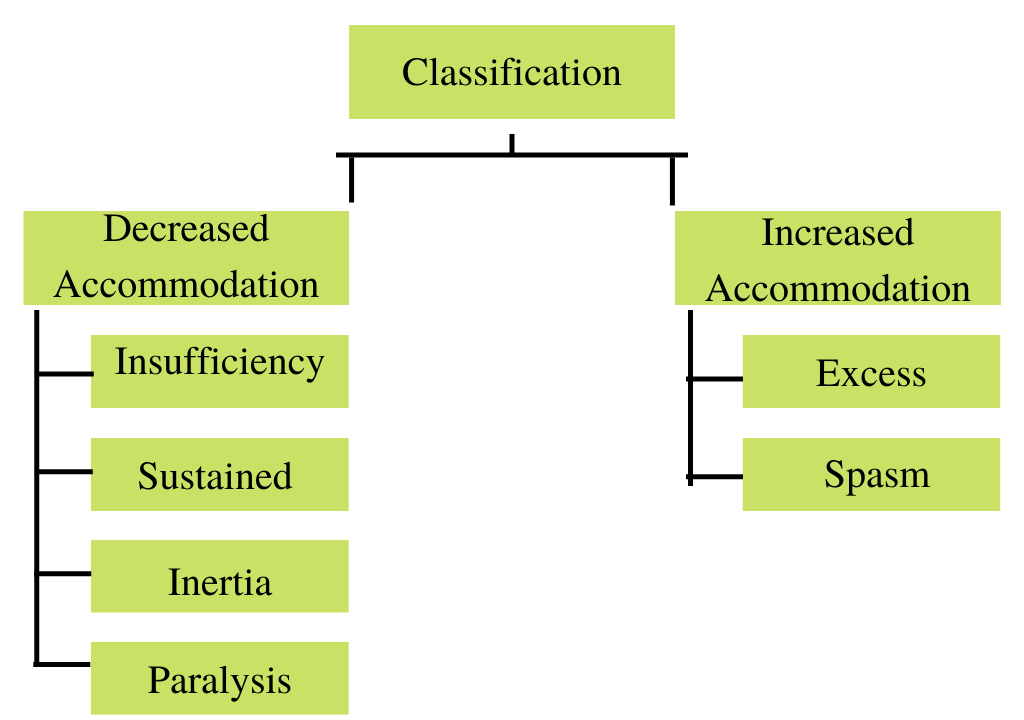 Classification
Decreased
Accommodation
Insufficiency
Sustained
Inertia
Paralysis
Increased
Accommodation
Excess
Spasm